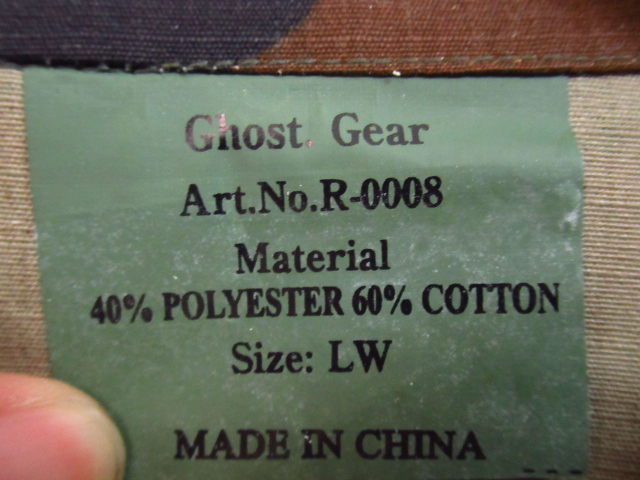 Ghost. Gear
Art.No.R-0008
Material
40% POLYESTER 60% COTTON
Size: LW
MADE IN CHINA